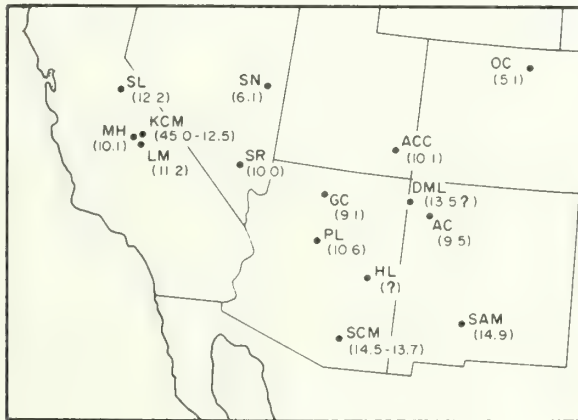 OC
(5.1)
SL
(12.2)
SN
(6.1)
KCM
(45.0-12.5)
MH
(10.1)
LM
(11.2)
ACC
(10.1)
SR
(10.0)
DML
(13.5?)
GC
(9.1)
AC
(9.5)
PL
(10.6)
HL
(?)
SAM
(14.9)
SCM
(14.5-13.7)